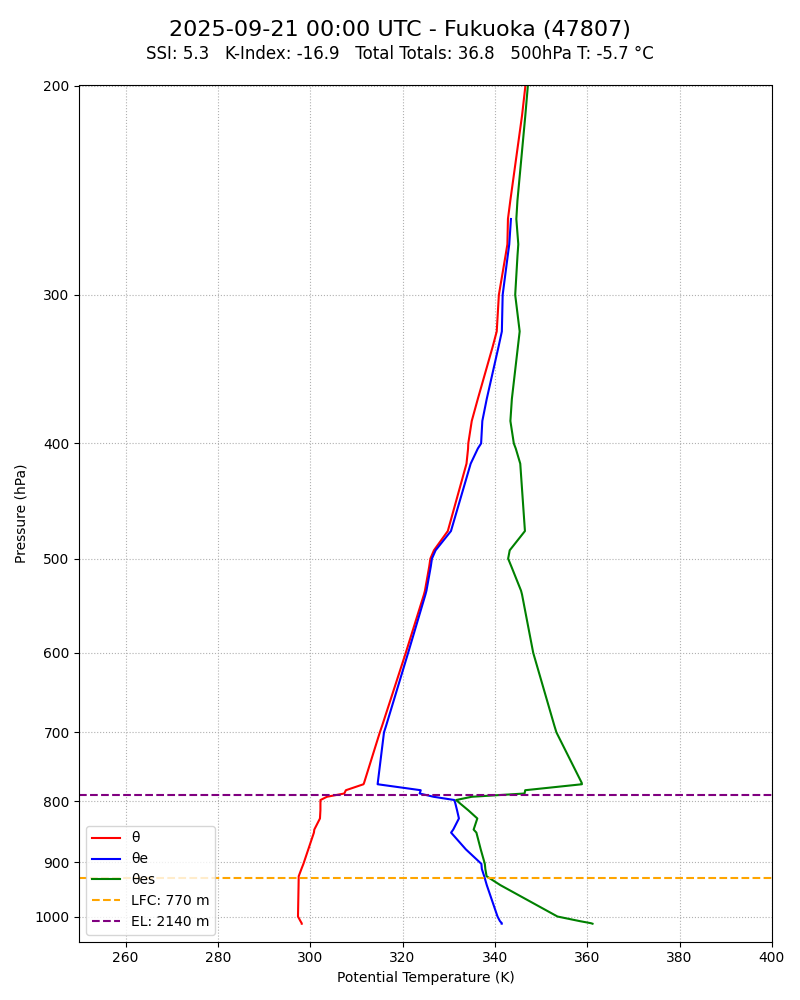 2025-09-21 00:00 UTC - Fukuoka (47807)
SSI: 5.3   K-Index: -16.9   Total Totals: 36.8   500hPa T: -5.7 °C
200
300
400
500
600
700
800
900
1000
Pressure (hPa)
θ
θe
θes
LFC: 770 m
EL: 2140 m
260
280
300
320
340
360
380
400
Potential Temperature (K)